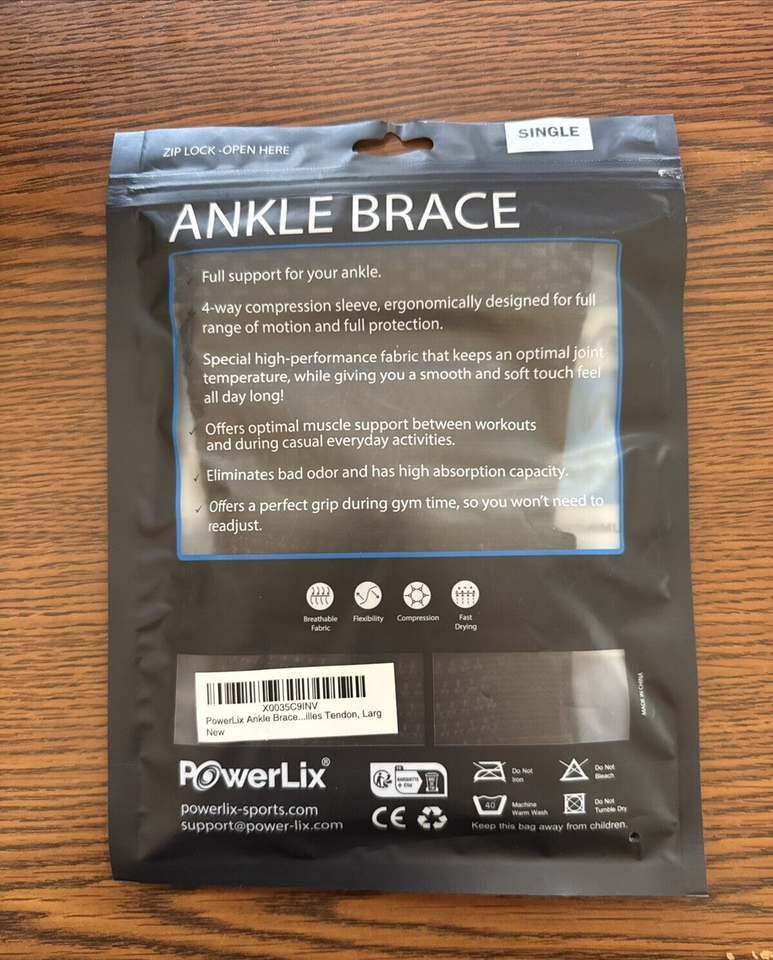 ZIP LOCK -OPEN HERE
SINGLE
ANKLE BRACE
Full support for your ankle.
4-way compression sleeve, ergonomically designed for full
range of motion and full protection.
Special high-performance fabric that keeps an optimal joint
temperature, while giving you a smooth and soft touch feel
all day long!
Offers optimal muscle support between workouts
and during casual everyday activities.
Eliminates bad odor and has high absorption capacity.
Offers a perfect grip during gym time, so you won't need to
readjust.
Breathable
Fabric
Flexibility
Compression
Fast
Drying
X0035C9INV
PowerLix Ankle Brace...illes Tendon, Larg
New
MADE IN CHINA
PowerLix®
powerlix-sports.com
support@power-lix.com
BARQUETTE
+ ÉTUI
CE
Do Not
Iron
Do Not
Bleach
40
Machine
Warm Wash
Do Not
Tumble Dry
Keep this bag away from children.